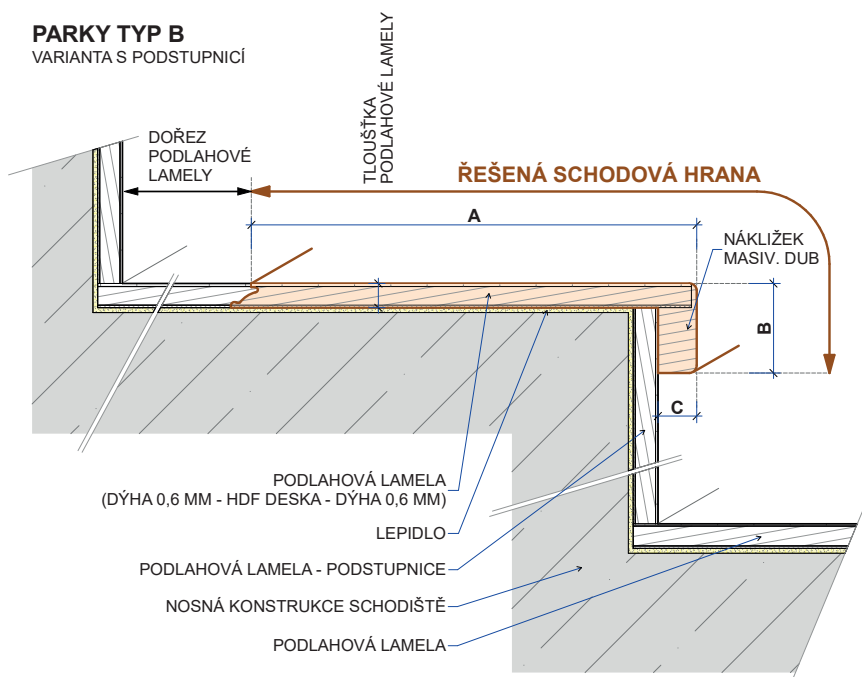 PARKY TYP B
VARIANTA S PODSTUPNICÍ
DOŘEZ
PODLAHOVÉ
LAMELY
TLOUŠŤKA
PODLAHOVÉ LAMELY
ŘEŠENÁ SCHODOVÁ HRANA
A
NÁKLIŽEK
MASIV. DUB
B
C
PODLAHOVÁ LAMELA
(DÝHA 0,6 MM - HDF DESKA - DÝHA 0,6 MM)
LEPIDLO
PODLAHOVÁ LAMELA - PODSTUPNICE
NOSNÁ KONSTRUKCE SCHODIŠTĚ
PODLAHOVÁ LAMELA